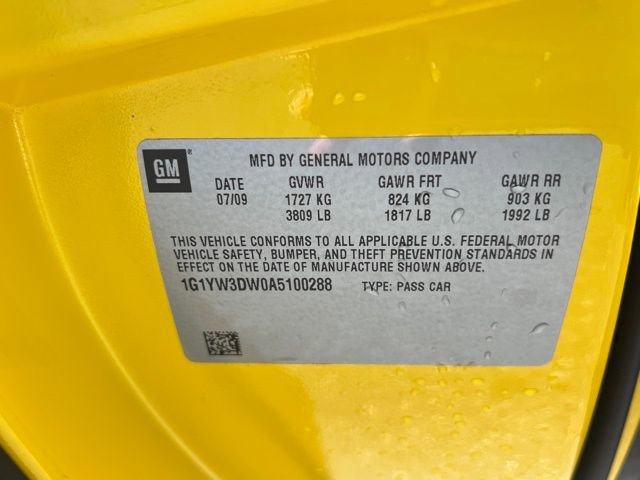 GM
MFD BY GENERAL MOTORS COMPANY
DATE GVWR GAWR FRT GAWR RR
07/09 1727 KG 824 KG 903 KG
3809 LB 1817 LB 1992 LB
THIS VEHICLE CONFORMS TO ALL APPLICABLE U.S. FEDERAL MOTOR
VEHICLE SAFETY, BUMPER, AND THEFT PREVENTION STANDARDS IN
EFFECT ON THE DATE OF MANUFACTURE SHOWN ABOVE.
1G1YW3DW0A5100288 TYPE: PASS CAR